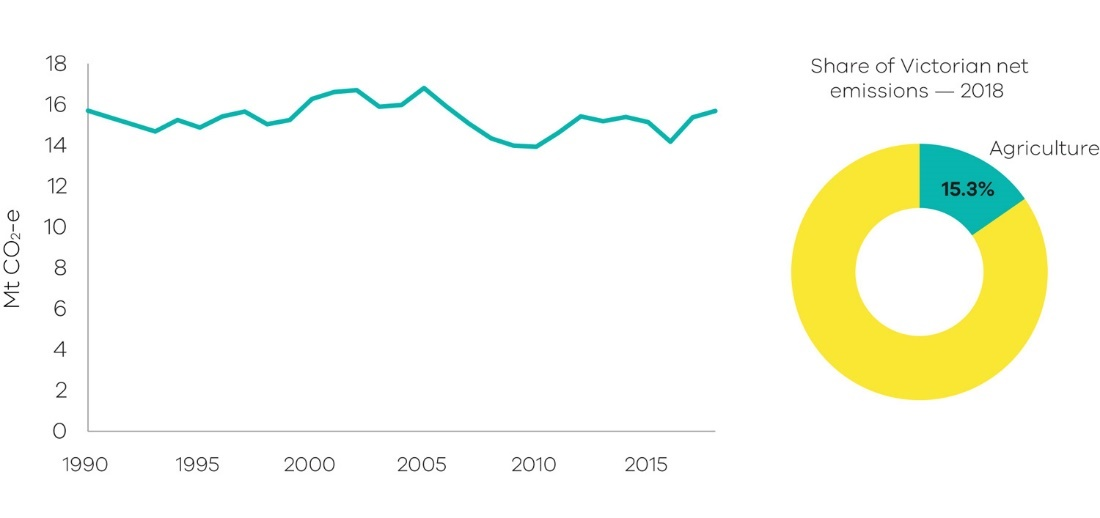 18
16
14
12
10
8
6
4
2
0
Mt CO₂-e
1990 1995 2000 2005 2010 2015
Share of Victorian net
emissions — 2018
Agriculture
15.3%